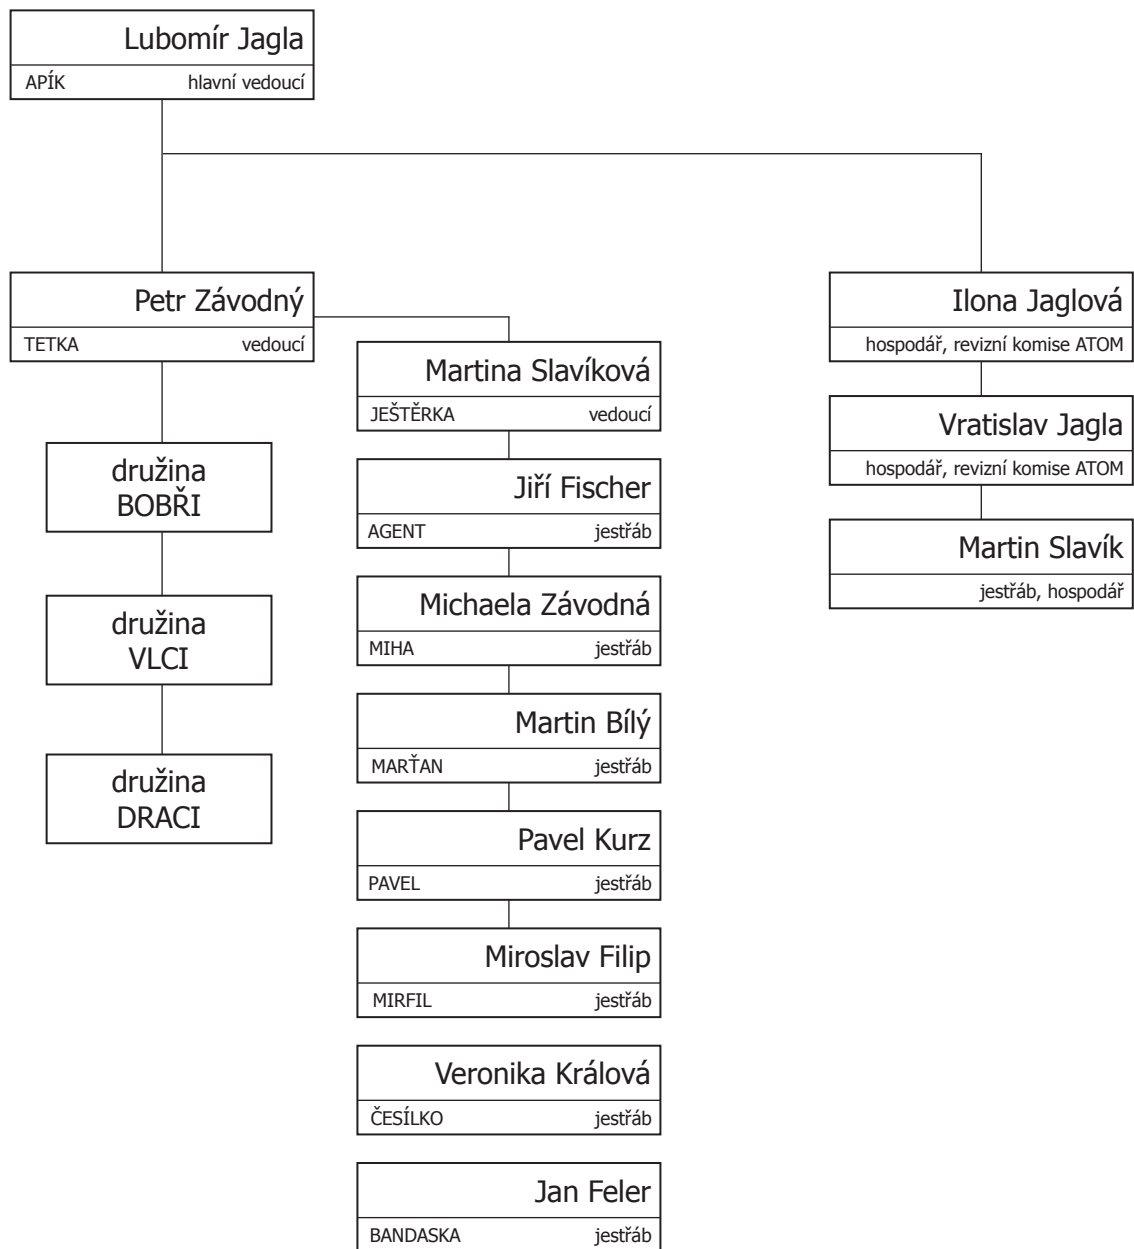 Lubomír Jagla
APÍK hlavní vedoucí
Petr Závodný
TETKA vedoucí
družina
BOBŘI
družina
VLCI
družina
DRACI
Martina Slavíková
JEŠTĚRKA vedoucí
Jiří Fischer
AGENT jestřáb
Michaela Závodná
MIHA jestřáb
Martin Bílý
MARŤAN jestřáb
Pavel Kurz
PAVEL jestřáb
Miroslav Filip
MIRFIL jestřáb
Veronika Králová
ČESÍLKO jestřáb
Jan Feler
BANDASKA jestřáb
Ilona Jaglová
hospodář, revizní komise ATOM
Vratislav Jagla
hospodář, revizní komise ATOM
Martin Slavík
jestřáb, hospodář